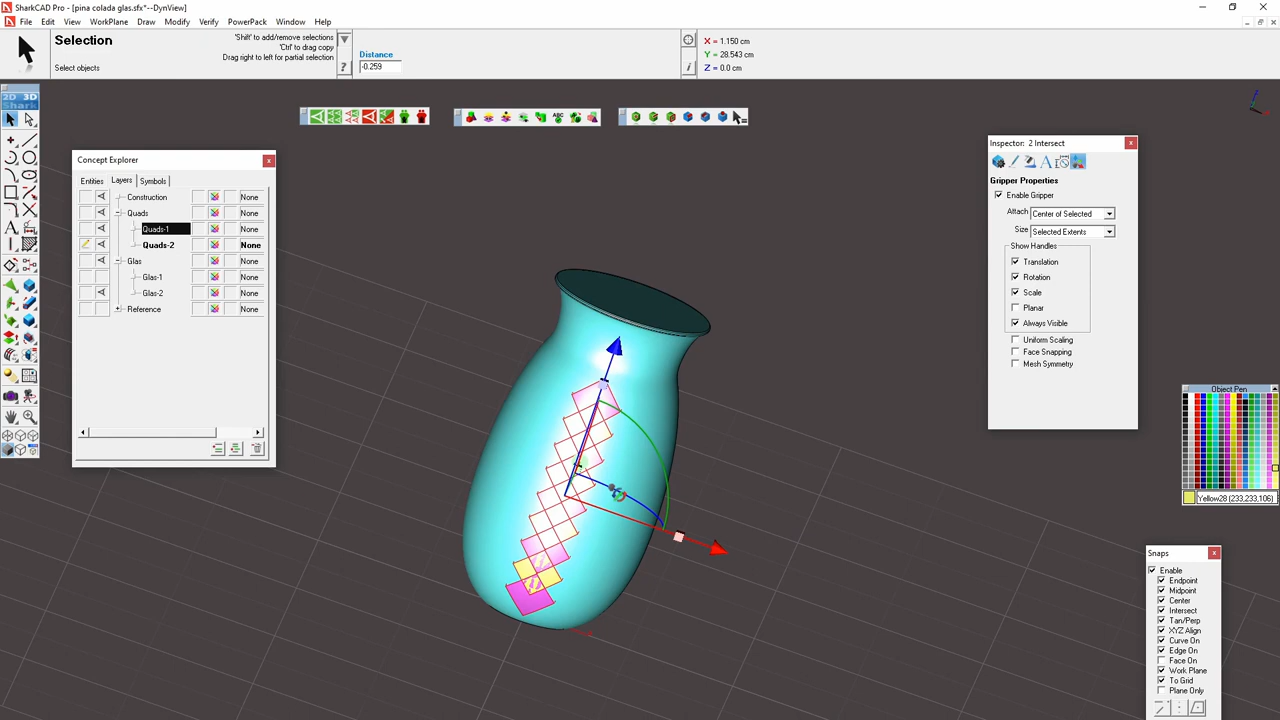 SharkCAD Pro - [pina colada glas.sfx*--DynView]
File Edit View WorkPlane Draw Modify Verify PowerPack Window Help
Selection
Select objects
'Shift' to add/remove selections
'Ctrl' to drag copy
Drag right to left for partial selection
?
Distance
-0.259
i
X = 1.150 cm
Y = 28.543 cm
Z = 0.0 cm
2D 3D
Shark
Concept Explorer
x
Entities Layers Symbols
Construction None
Quads None
Quads-1 None
Quads-2 None
Glas None
Glas-1 None
Glas-2 None
Reference None
ABC
Inspector: 2 Intersect
x
Gripper Properties
Enable Gripper
Attach Center of Selected
Size Selected Extents
Show Handles
Translation
Rotation
Scale
Planar
Always Visible
Uniform Scaling
Face Snapping
Mesh Symmetry
Object Pen
Yellow28 (233,233,106)
Snaps
x
Enable
Endpoint
Midpoint
Center
Intersect
Tan/Perp
XYZ Align
Curve On
Edge On
Face On
Work Plane
To Grid
Plane Only